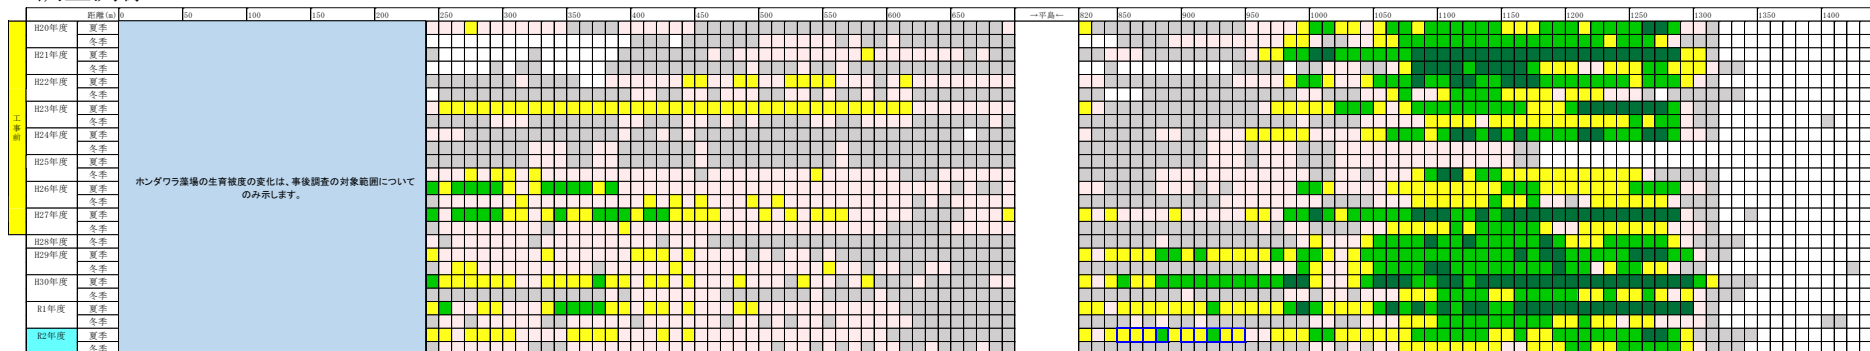 距離(m) 0 50 100 150 200 250 300 350 400 450 500 550 600 650 →平島← 820 850 900 950 1000 1050 1100 1150 1200 1250 1300 1350 1400
工事前
H20年度 夏季
冬季
H21年度 夏季
冬季
H22年度 夏季
冬季
H23年度 夏季
冬季
H24年度 夏季
冬季
H25年度 夏季
冬季
H26年度 夏季
冬季
H27年度 夏季
冬季
H28年度 冬季
H29年度 夏季
冬季
H30年度 夏季
冬季
R1年度 夏季
冬季
R2年度 夏季
冬季
ホンダワラ藻場の生育被度の変化は、事後調査の対象範囲について
のみ示します。